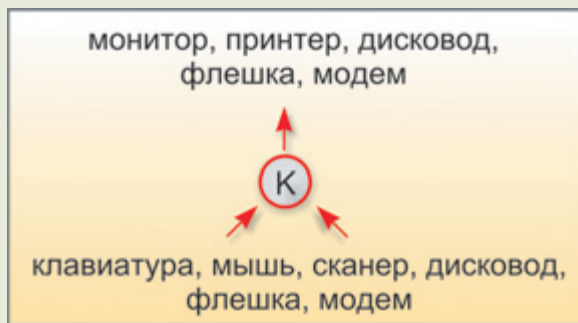 монитор, принтер, дисковод,
флешка, модем
К
клавиатура, мышь, сканер, дисковод,
флешка, модем